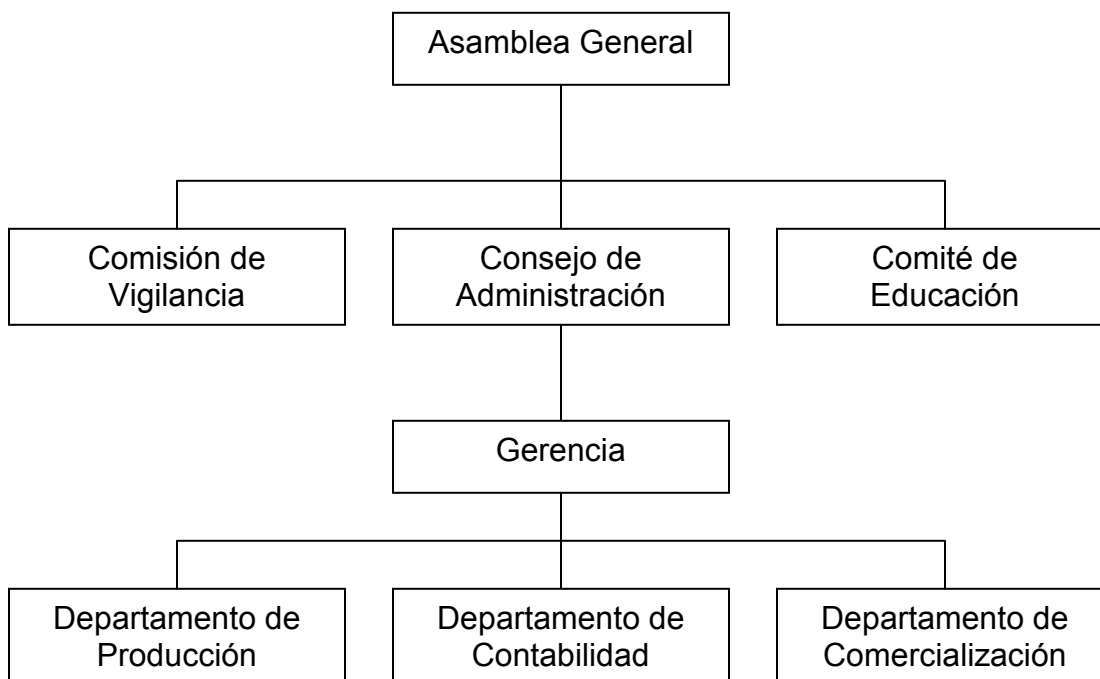 Asamblea General
Comisión de
Vigilancia
Consejo de
Administración
Comité de
Educación
Gerencia
Departamento de
Producción
Departamento de
Contabilidad
Departamento de
Comercialización